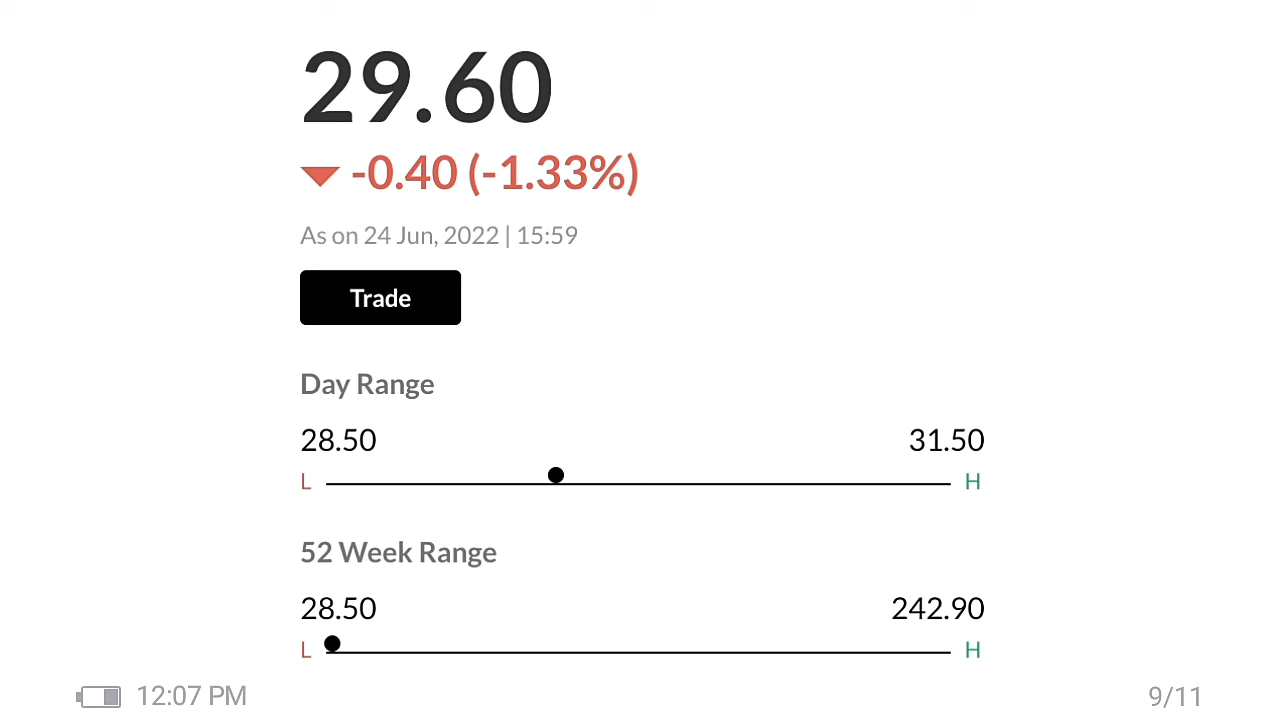 29.60
-0.40 (-1.33%)
As on 24 Jun, 2022 | 15:59
Trade
Day Range
28.50 31.50
L H
52 Week Range
28.50 242.90
L H
12:07 PM 9/11